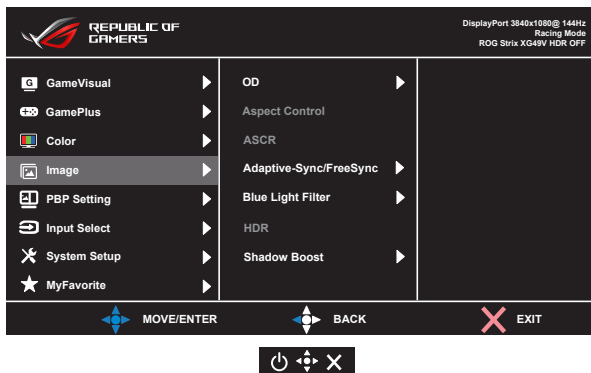 REPUBLIC OF
GAMERS
DisplayPort 3840x1080@ 144Hz
Racing Mode
ROG Strix XG49V HDR OFF
G GameVisual
GamePlus
Color
Image
PBP Setting
Input Select
System Setup
MyFavorite
OD
Aspect Control
ASCR
Adaptive-Sync/FreeSync
Blue Light Filter
HDR
Shadow Boost
MOVE/ENTER
BACK
EXIT